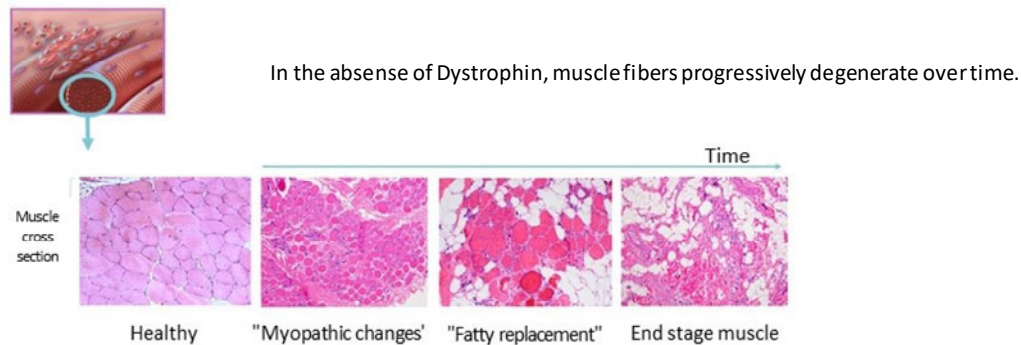 In the absense of Dystrophin, muscle fibers progressively degenerate over time.
Time
Muscle
cross
section
Healthy
"Myopathic changes'
"Fatty replacement"
End stage muscle